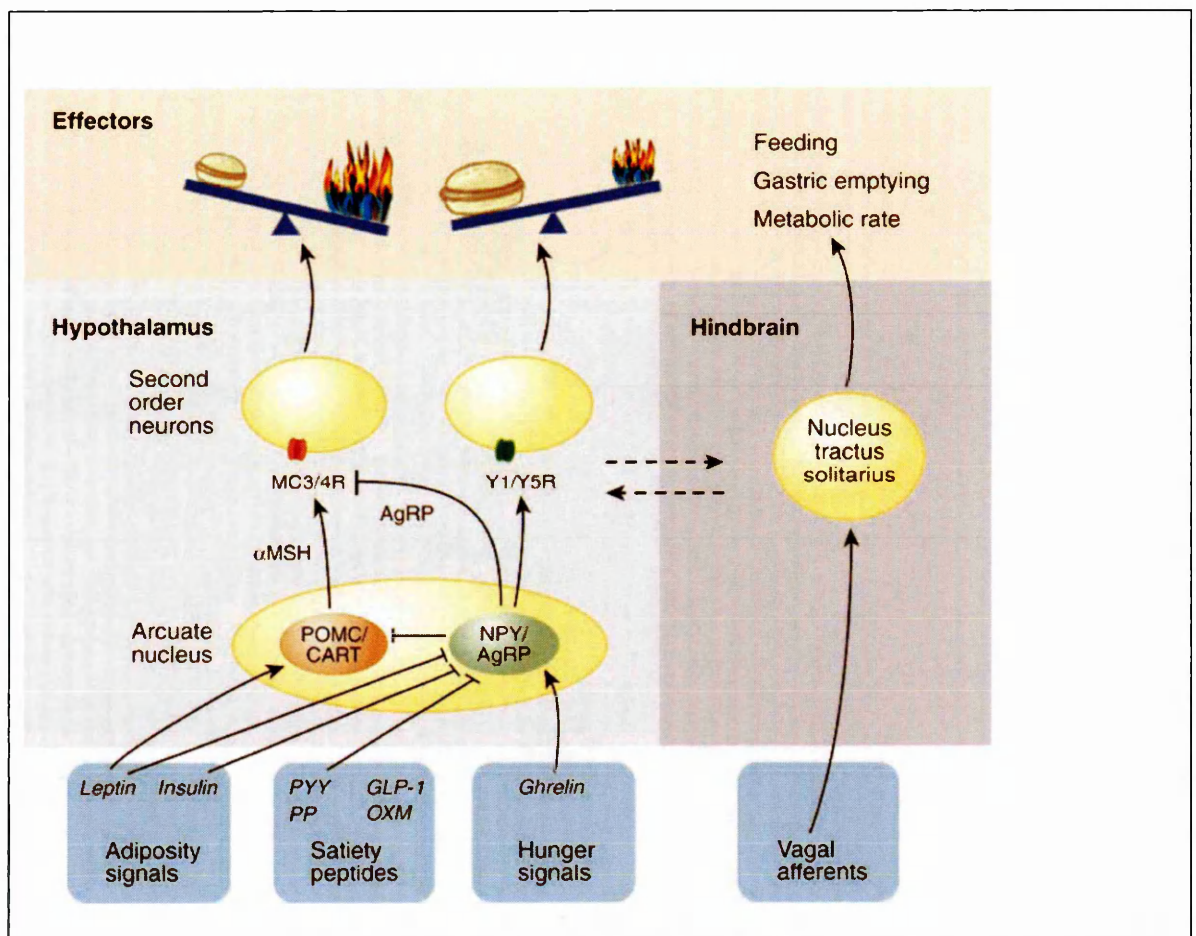 Effectors
Feeding
Gastric emptying
Metabolic rate
Hypothalamus
Hindbrain
Second
order
neurons
Nucleus
tractus
solitarius
MC3/4R
Y1/Y5R
AgRP
αMSH
Arcuate
nucleus
POMC/
CART
NPY/
AgRP
Leptin Insulin
Adiposity
signals
PYY GLP-1
PP OXM
Satiety
peptides
Ghrelin
Hunger
signals
Vagal
afferents